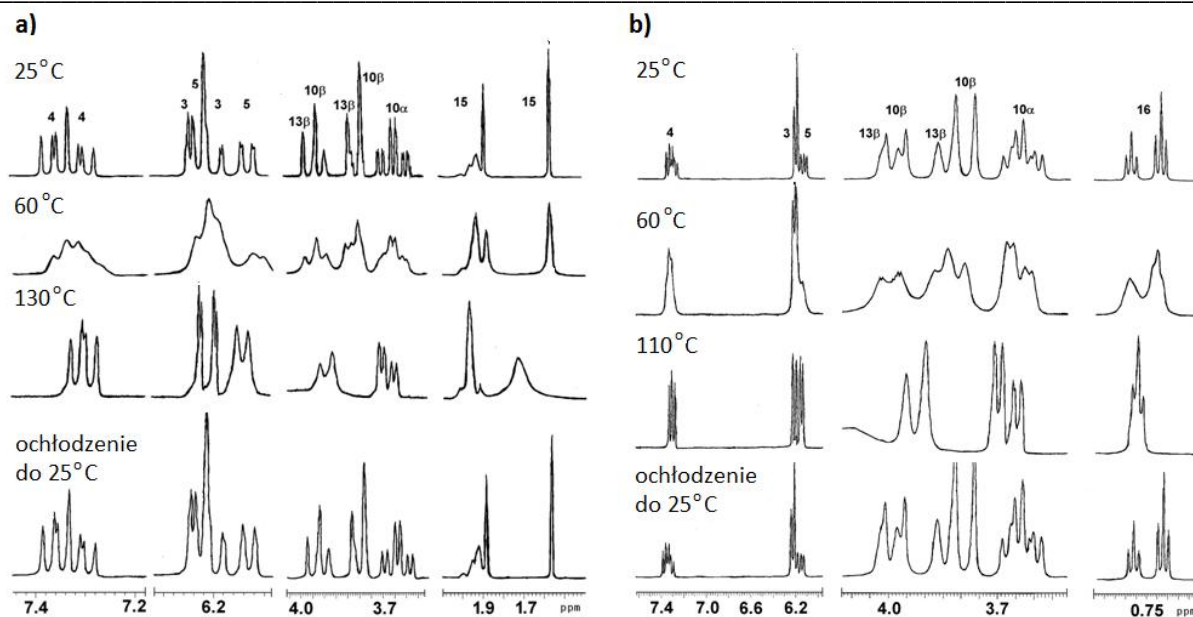 a)
25°C
4 4
5
3 3 5
10β
13β 13β 10β
10α
15 15
60°C
130°C
ochłodzenie
do 25°C
7.4 7.2 6.2 4.0 3.7 1.9 1.7 ppm
b)
25°C
4
3 5
10β
13β 13β 10β
10α
16
60°C
110°C
ochłodzenie
do 25°C
7.4 7.0 6.6 6.2 4.0 3.7 0.75 ppm